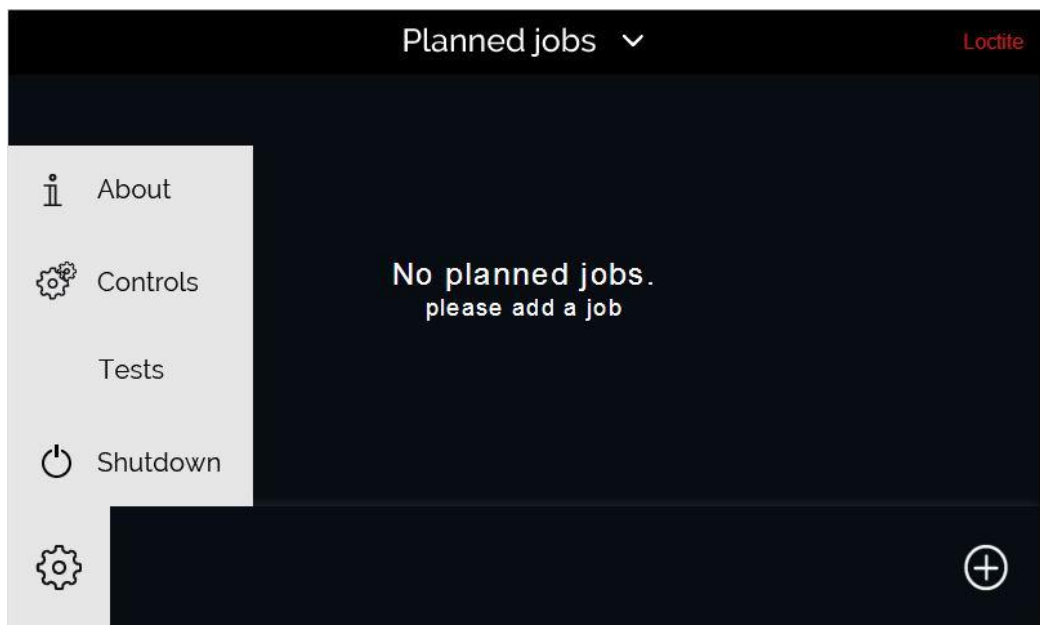 Planned jobs
Loctite
About
Controls
No planned jobs.
please add a job
Tests
Shutdown